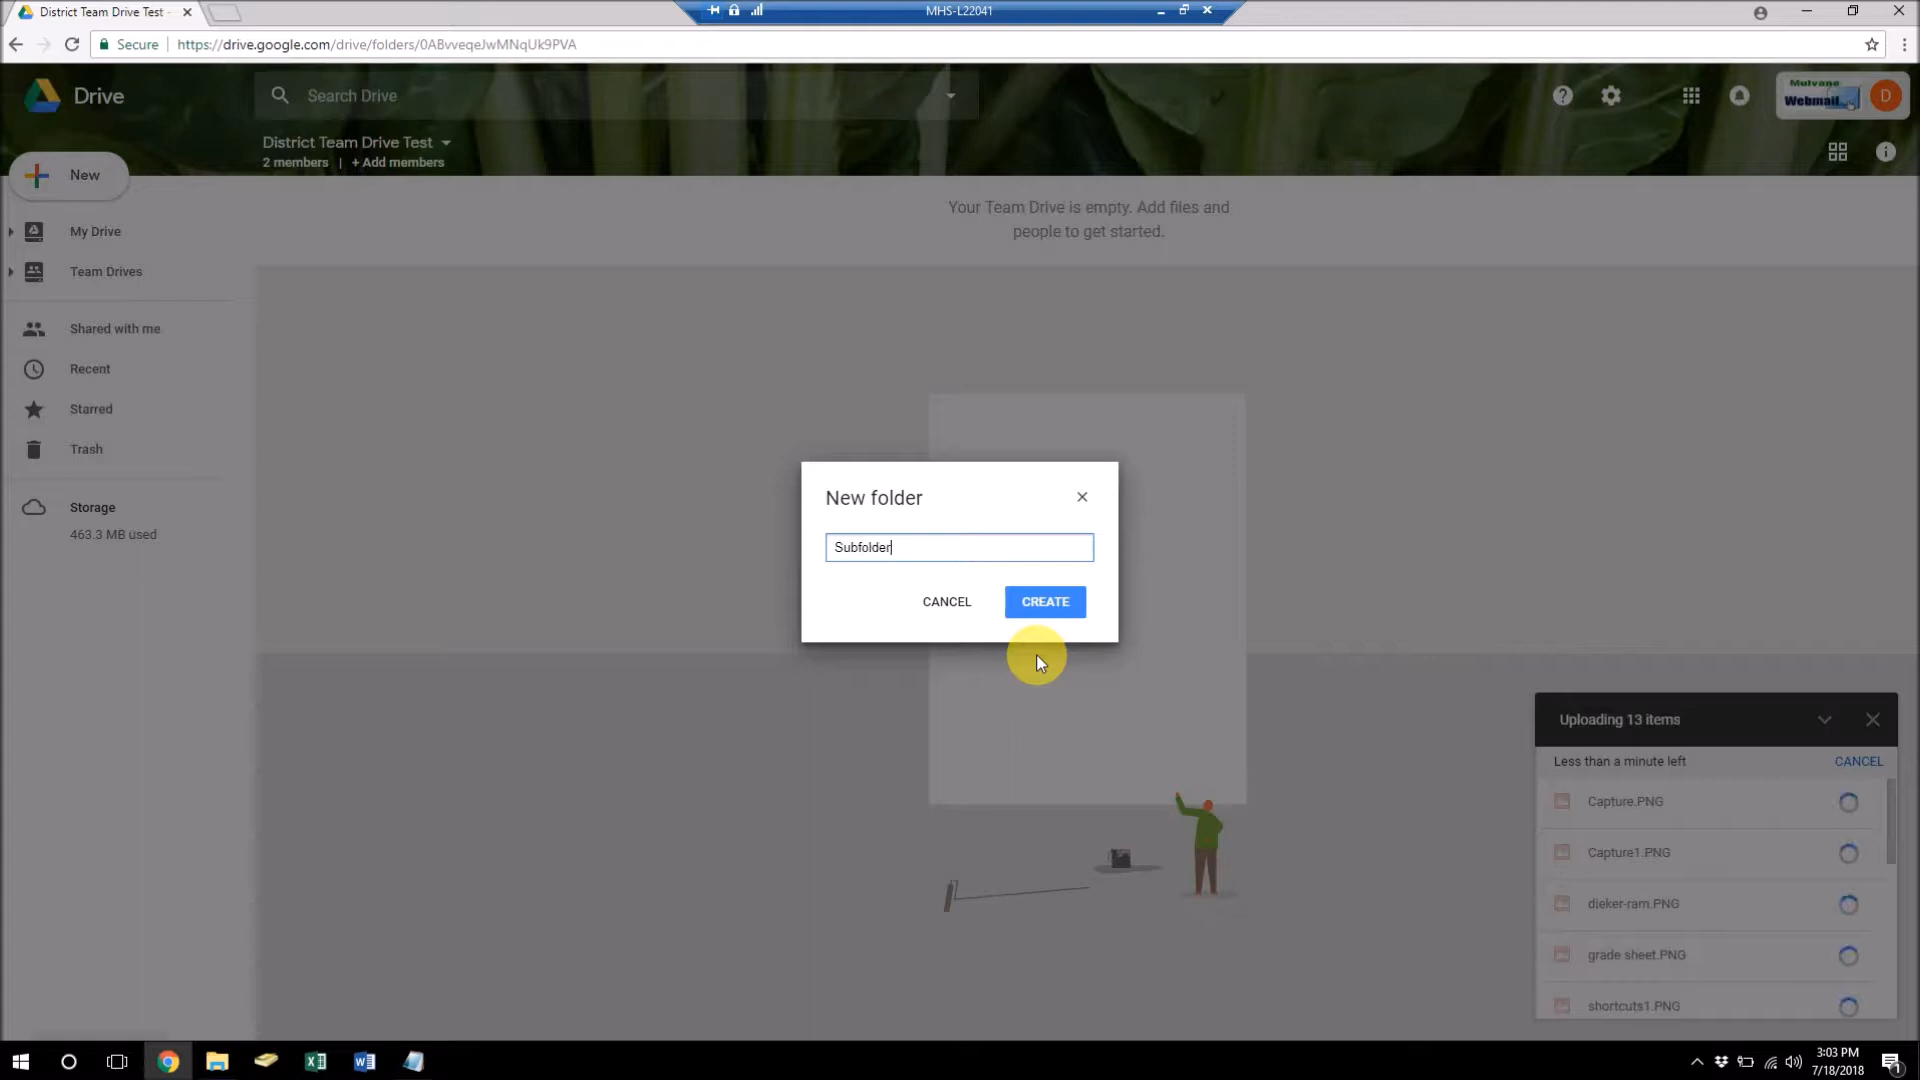 District Team Drive Test -
MHS-L22041
Secure
https://drive.google.com/drive/folders/0ABvveqeJwMNqUk9PVA
Drive
Search Drive
Mulvane
Webmail
D
District Team Drive Test
2 members | + Add members
New
Your Team Drive is empty. Add files and
people to get started.
My Drive
Team Drives
Shared with me
Recent
Starred
Trash
Storage
463.3 MB used
New folder
Subfolder
CANCEL
CREATE
Uploading 13 items
Less than a minute left
CANCEL
Capture.PNG
Capture1.PNG
dieker-ram.PNG
grade sheet.PNG
shortcuts1.PNG
3:03 PM
7/18/2018
1